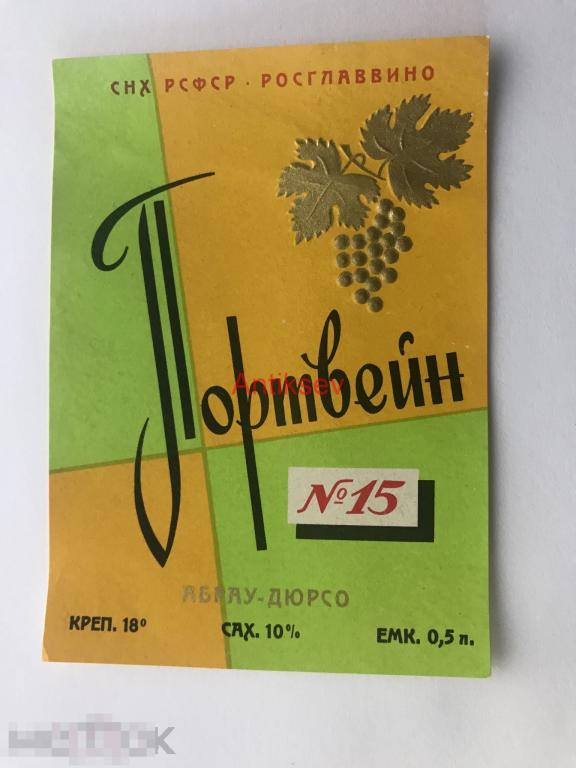 СНХ РСФСР · РОСГЛАВВИНО
Портвейн
Antiksev
№15
АБРАУ-ДЮРСО
КРЕП. 18° САХ. 10% ЕМК. 0,5 л.